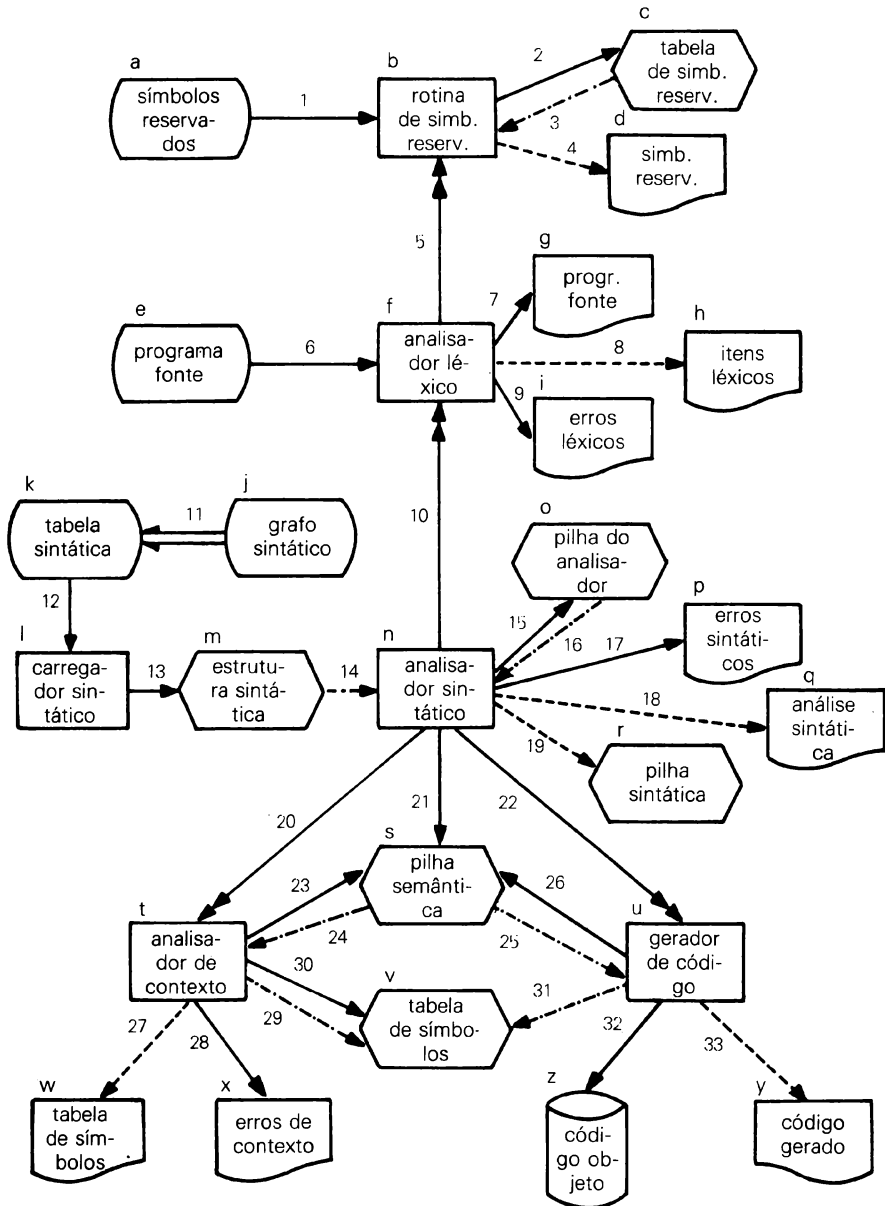 c
b
2
tabela
de simb.
reserv.
a
símbolos
reservados
1
rotina
de simb.
reserv.
3
d
4
simb.
reserv.
5
g
progr.
fonte
e
f
7
h
programa
fonte
6
analisa-
dor lé-
xico
8
itens
léxicos
9
i
erros
léxicos
k
j
tabela
sintática
11
grafo
sintático
10
o
pilha do
analisa-
dor
12
p
erros
sintáti-
cos
l
m
n
15
16
17
carrega-
dor sin-
tático
13
estrutu-
ra sintá-
tica
14
analisa-
dor sin-
tático
q
18
análise
sintáti-
ca
19
r
pilha
sintática
20
21
22
s
pilha
semânti-
ca
23
26
t
24
25
u
analisa-
dor de
contexto
gerador
de códi-
go
30
v
29
tabela
de símbo-
los
31
27
28
32
33
w
x
z
y
tabela
de sím-
bolos
erros de
contexto
códi-
go ob-
jeto
código
gerado